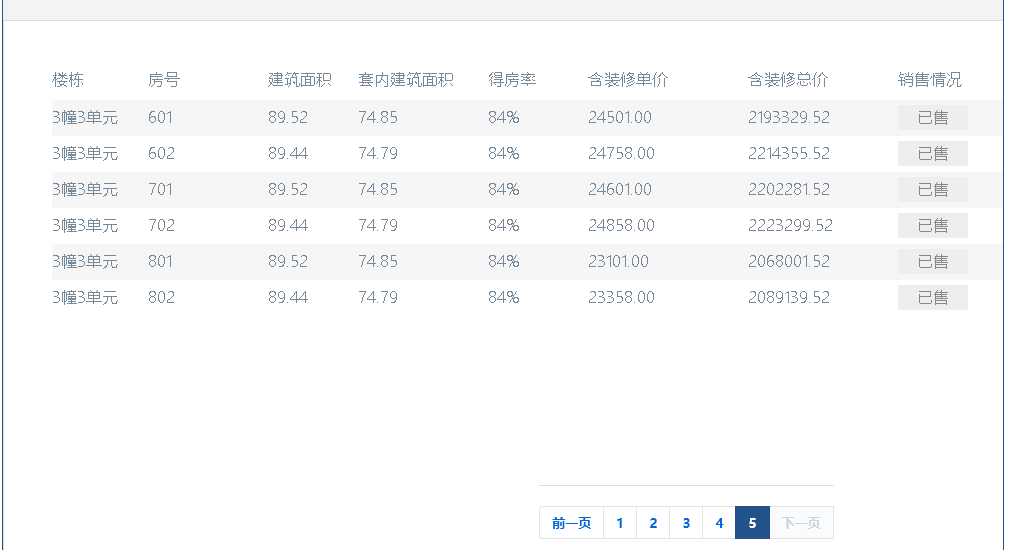 楼栋 房号 建筑面积 套内建筑面积 得房率 含装修单价 含装修总价 销售情况
3幢3单元 601 89.52 74.85 84% 24501.00 2193329.52 已售
3幢3单元 602 89.44 74.79 84% 24758.00 2214355.52 已售
3幢3单元 701 89.52 74.85 84% 24601.00 2202281.52 已售
3幢3单元 702 89.44 74.79 84% 24858.00 2223299.52 已售
3幢3单元 801 89.52 74.85 84% 23101.00 2068001.52 已售
3幢3单元 802 89.44 74.79 84% 23358.00 2089139.52 已售
前一页 1 2 3 4 5 下一页